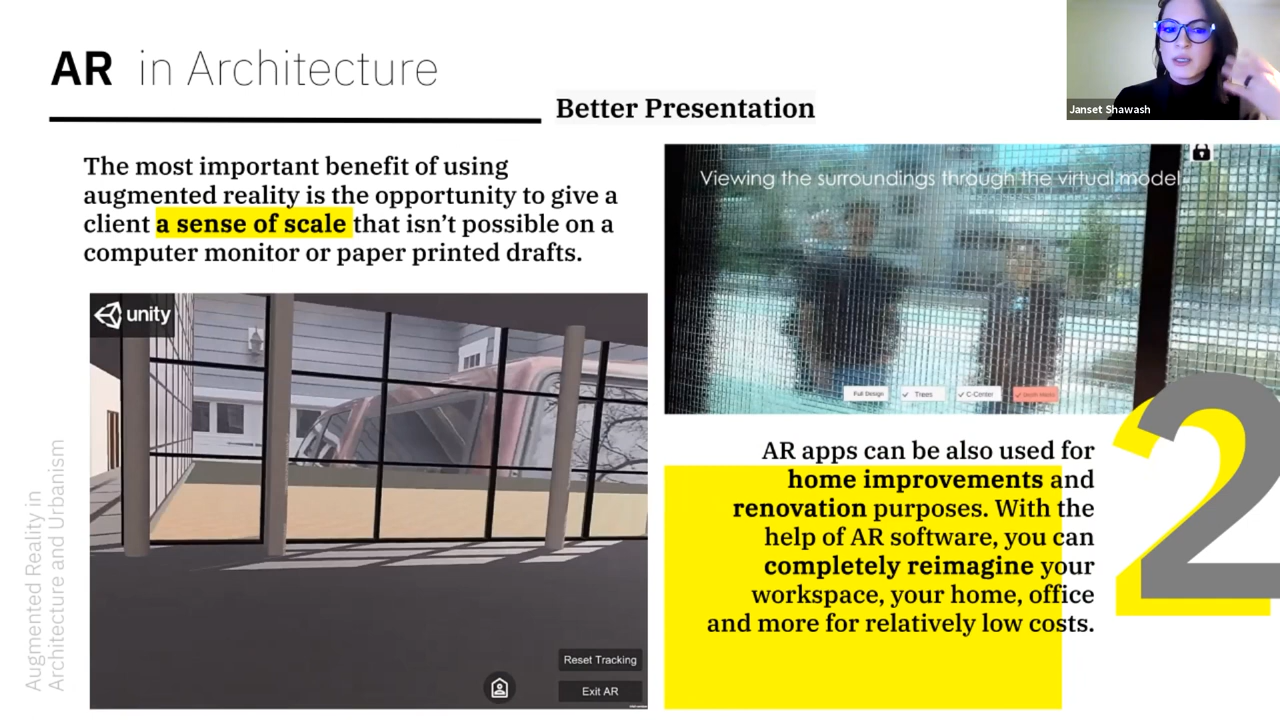 AR in Architecture
Better Presentation
Janset Shawash
The most important benefit of using
augmented reality is the opportunity to give a
client a sense of scale that isn’t possible on a
computer monitor or paper printed drafts.
unity
Reset Tracking
Exit AR
Viewing the surroundings through the virtual model
Full Design
Trees
C-Center
AR apps can be also used for
home improvements and
renovation purposes. With the
help of AR software, you can
completely reimagine your
workspace, your home, office
and more for relatively low costs.
2
Augmented Reality in
Architecture and Urbanism